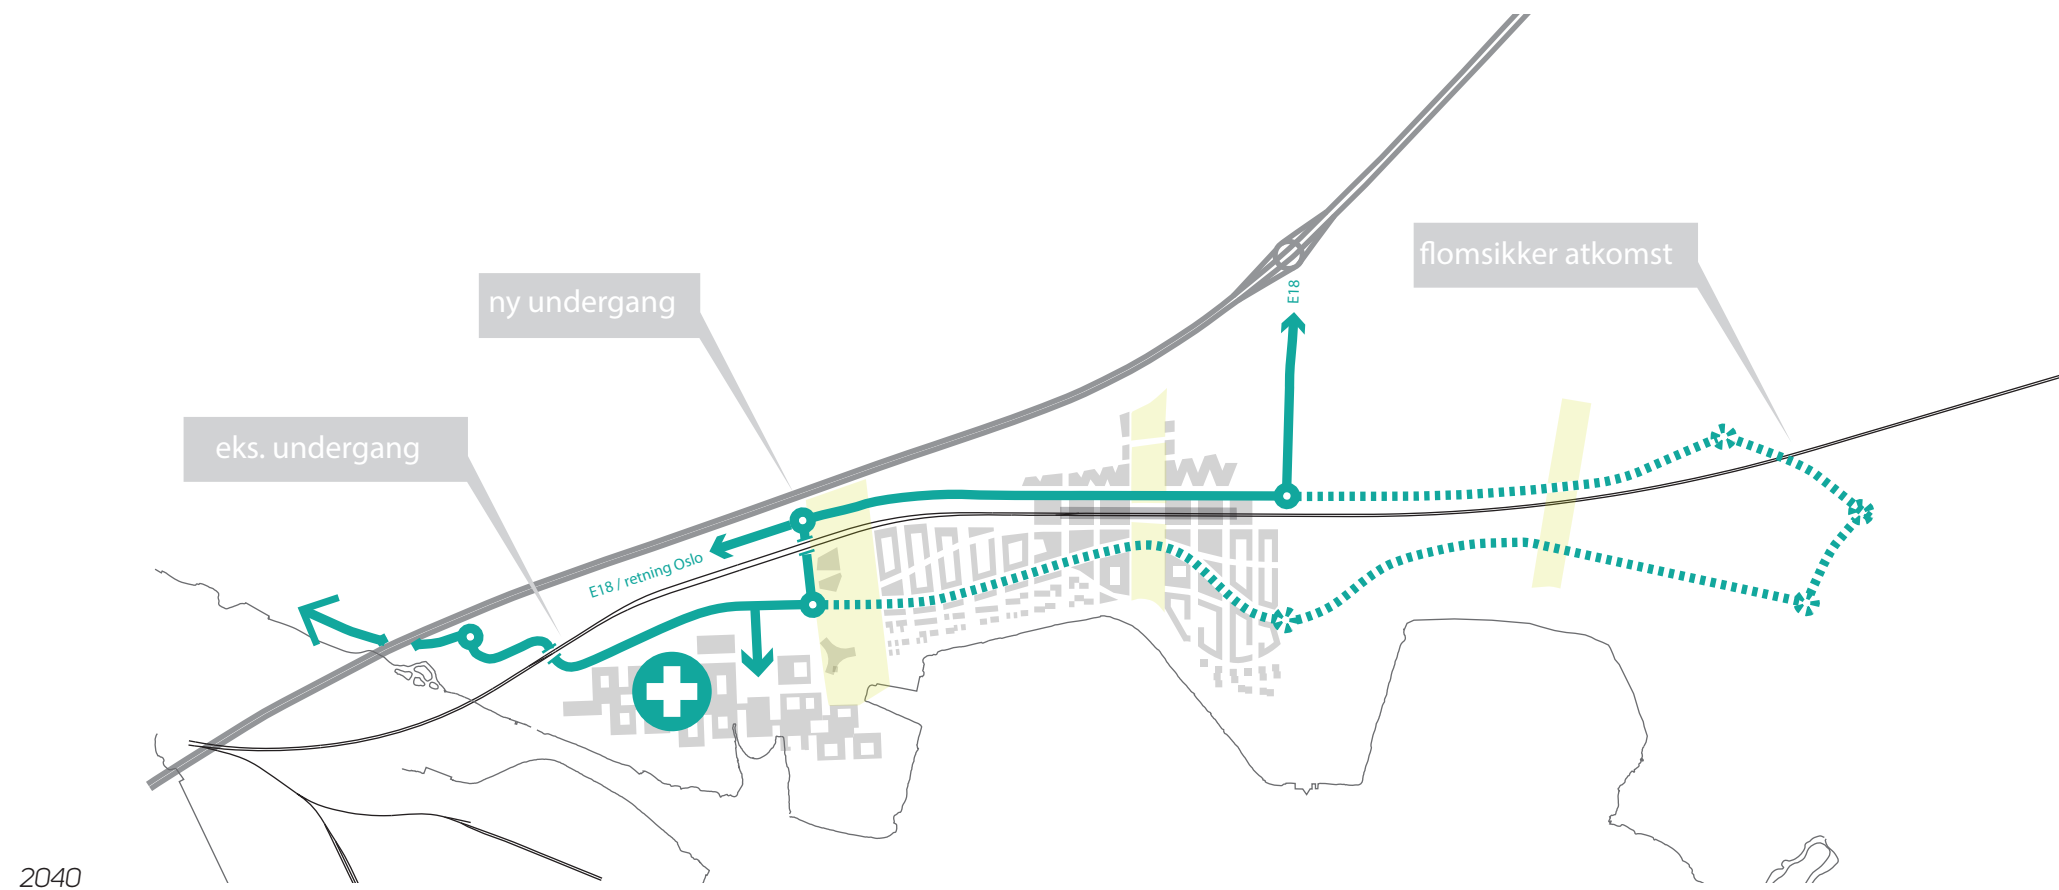 flomsikker atkomst
ny undergang
E18
eks. undergang
E18 / retning Oslo
2040